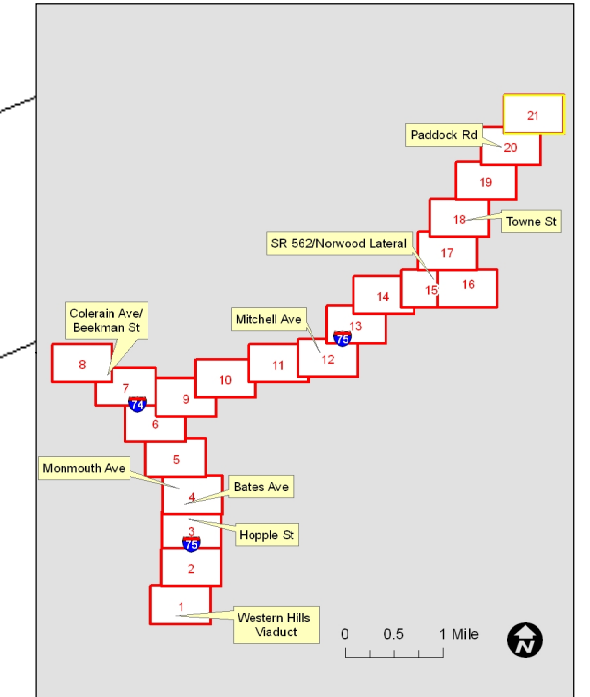 21
Paddock Rd
20
19
18
Towne St
SR 562/Norwood Lateral
17
16
15
14
Colerain Ave/
Beekman St
Mitchell Ave
13
75
12
8
11
10
7
74
9
6
5
Monmouth Ave
Bates Ave
4
3
Hopple St
75
2
1
Western Hills
Viaduct
0 0.5 1 Mile
N